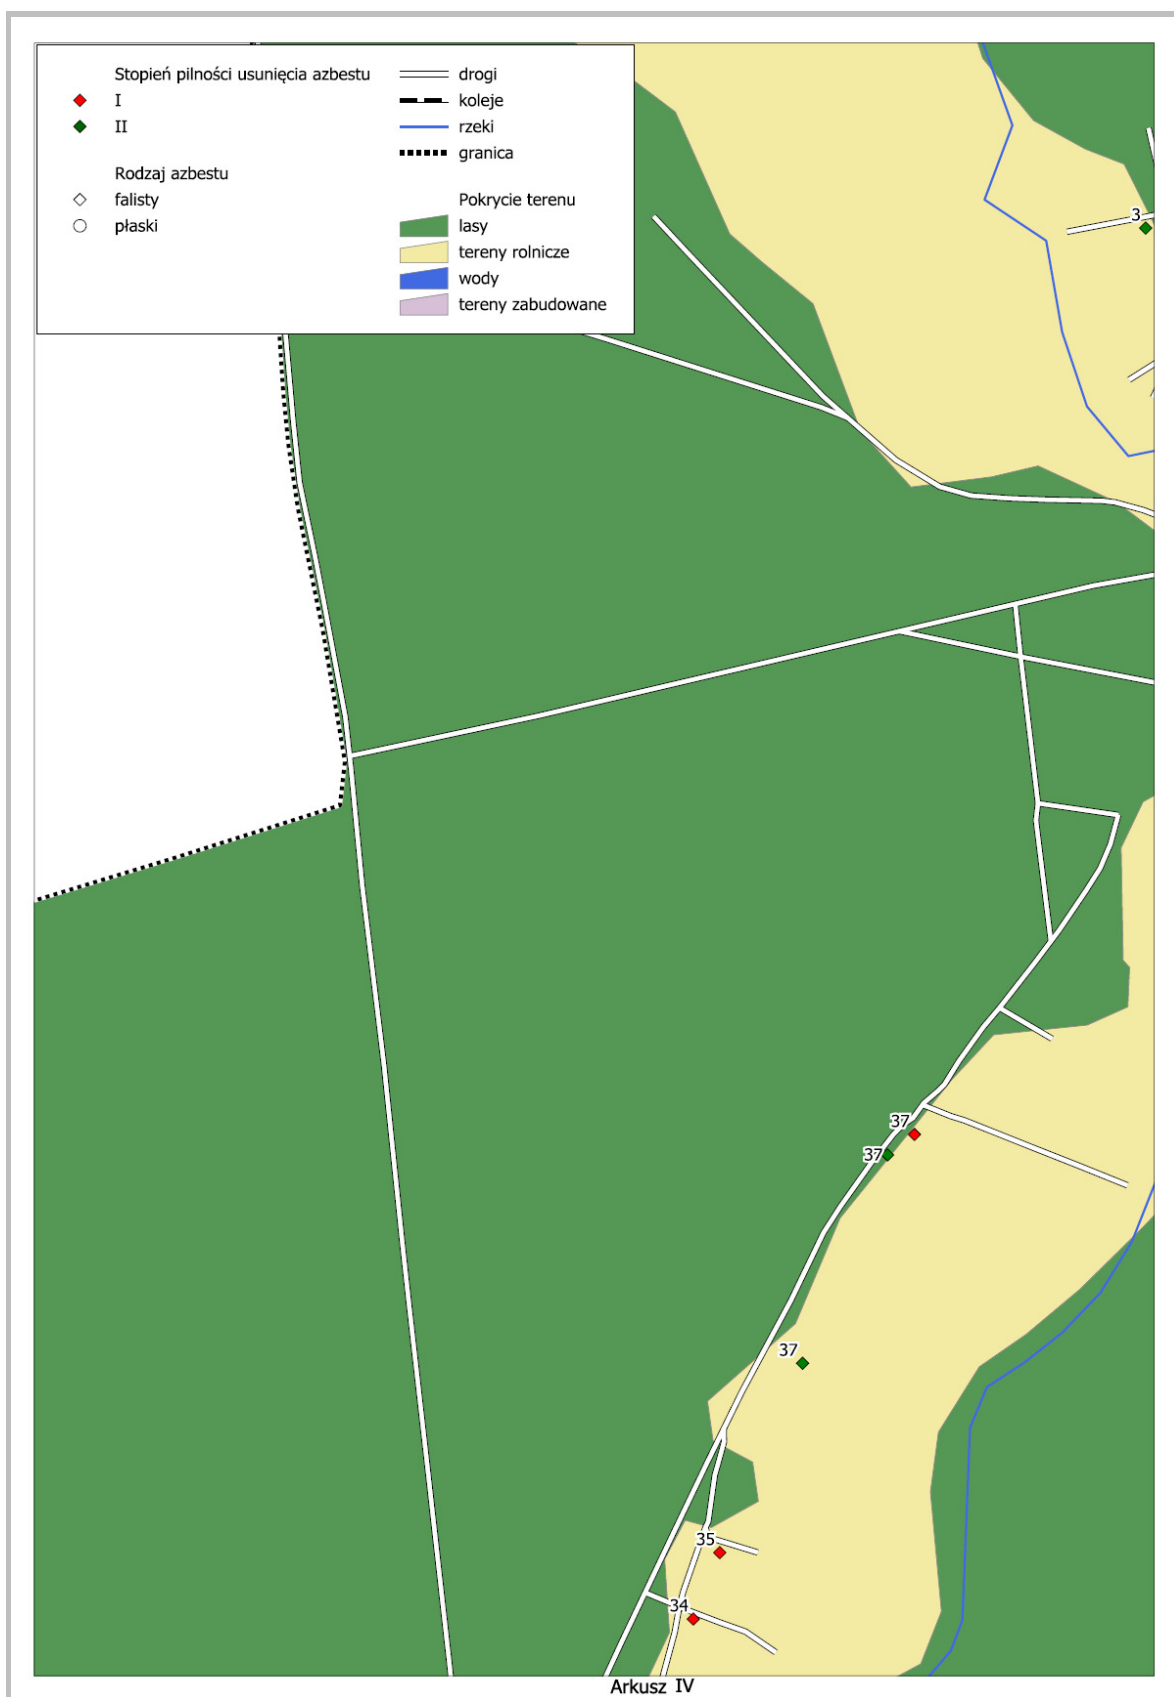 Stopień pilności usunięcia azbestu
I
II
Rodzaj azbestu
falisty
płaski
drogi
koleje
rzeki
granica
Pokrycie terenu
lasy
tereny rolnicze
wody
tereny zabudowane
3
37
37
37
35
34
Arkusz IV